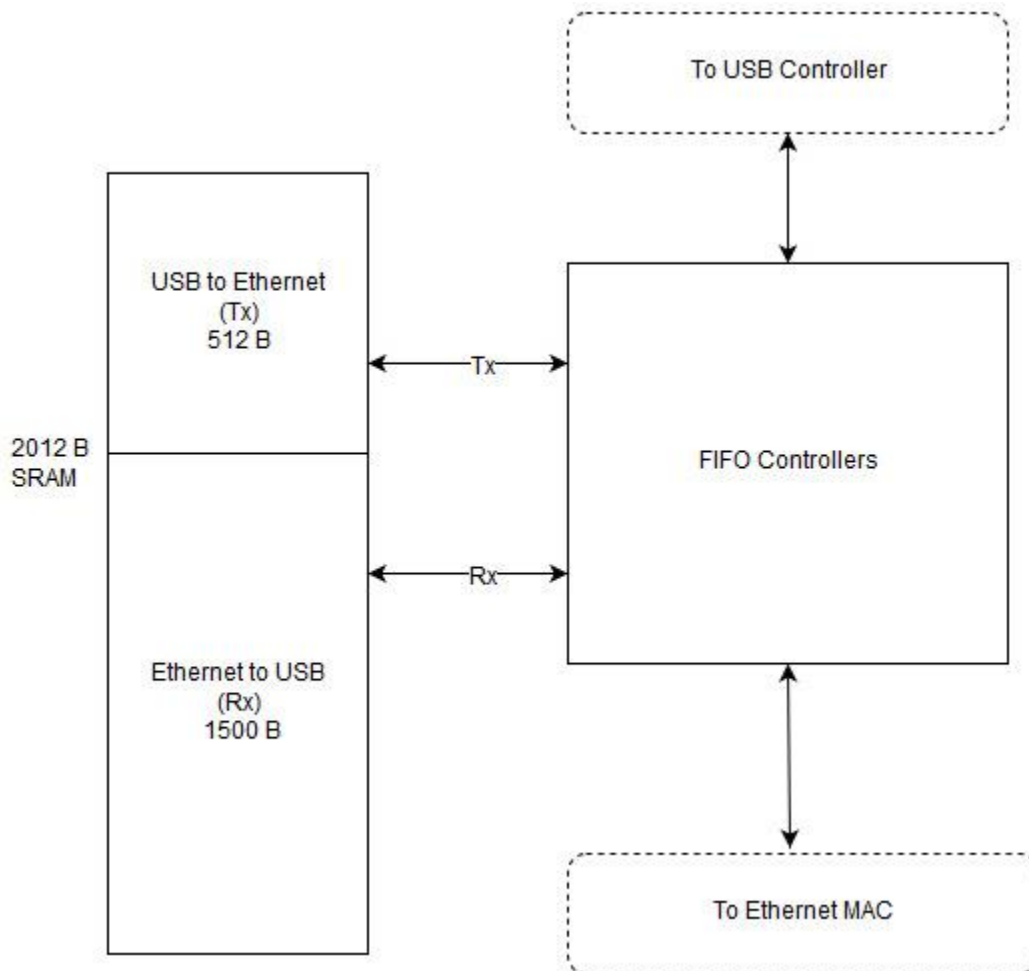 To USB Controller
USB to Ethernet
(Tx)
512 B
Tx
2012 B
SRAM
FIFO Controllers
Rx
Ethernet to USB
(Rx)
1500 B
To Ethernet MAC